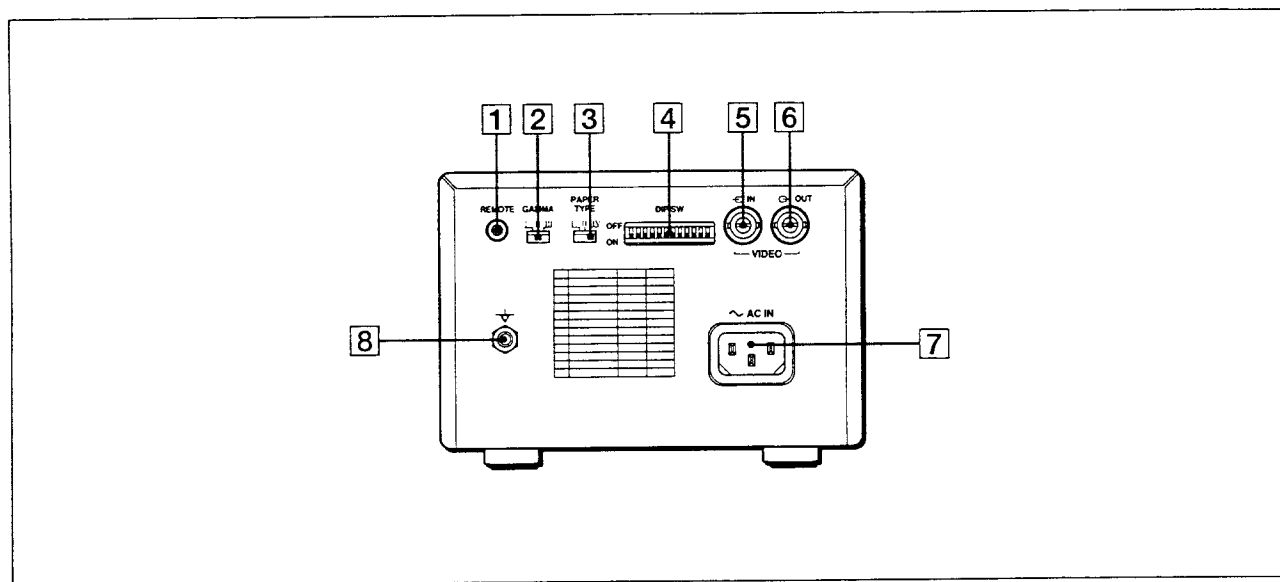 1 2 3 4 5 6
REMOTE GAMMA PAPER TYPE DIP SW IN OUT
OFF
ON
VIDEO
AC IN
8 7